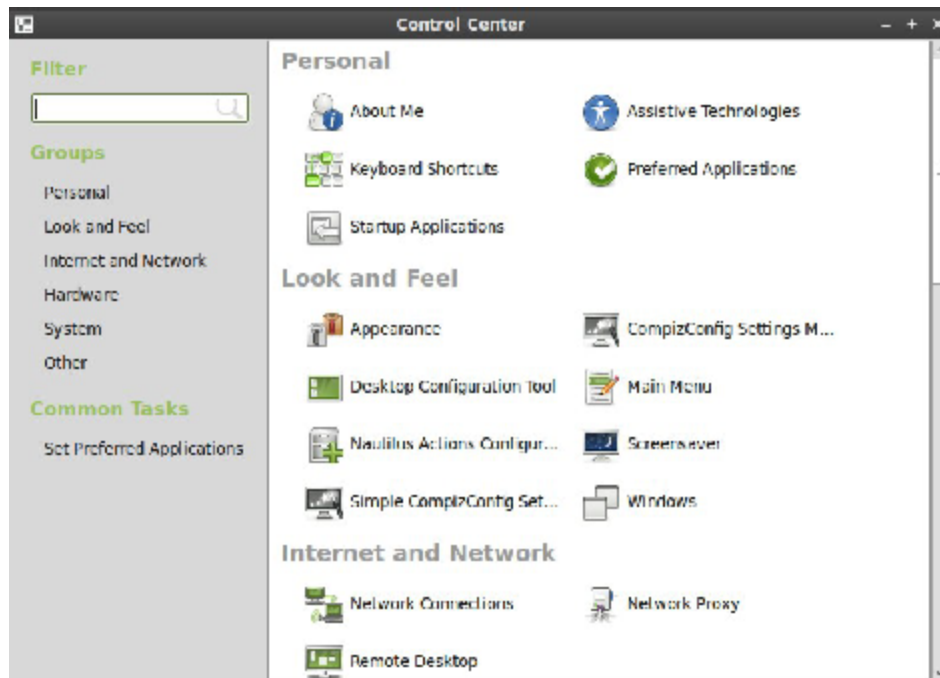 Control Center
Filter
Groups
Personal
Look and Feel
Internet and Network
Hardware
System
Other
Common Tasks
Set Preferred Applications
Personal
About Me
Assistive Technologies
Keyboard Shortcuts
Preferred Applications
Startup Applications
Look and Feel
Appearance
CompizConfig Settings M...
Desktop Configuration Tool
Main Menu
Nautilus Actions Configur...
Screensaver
Simple CompizConfig Set...
Windows
Internet and Network
Network Connections
Network Proxy
Remote Desktop